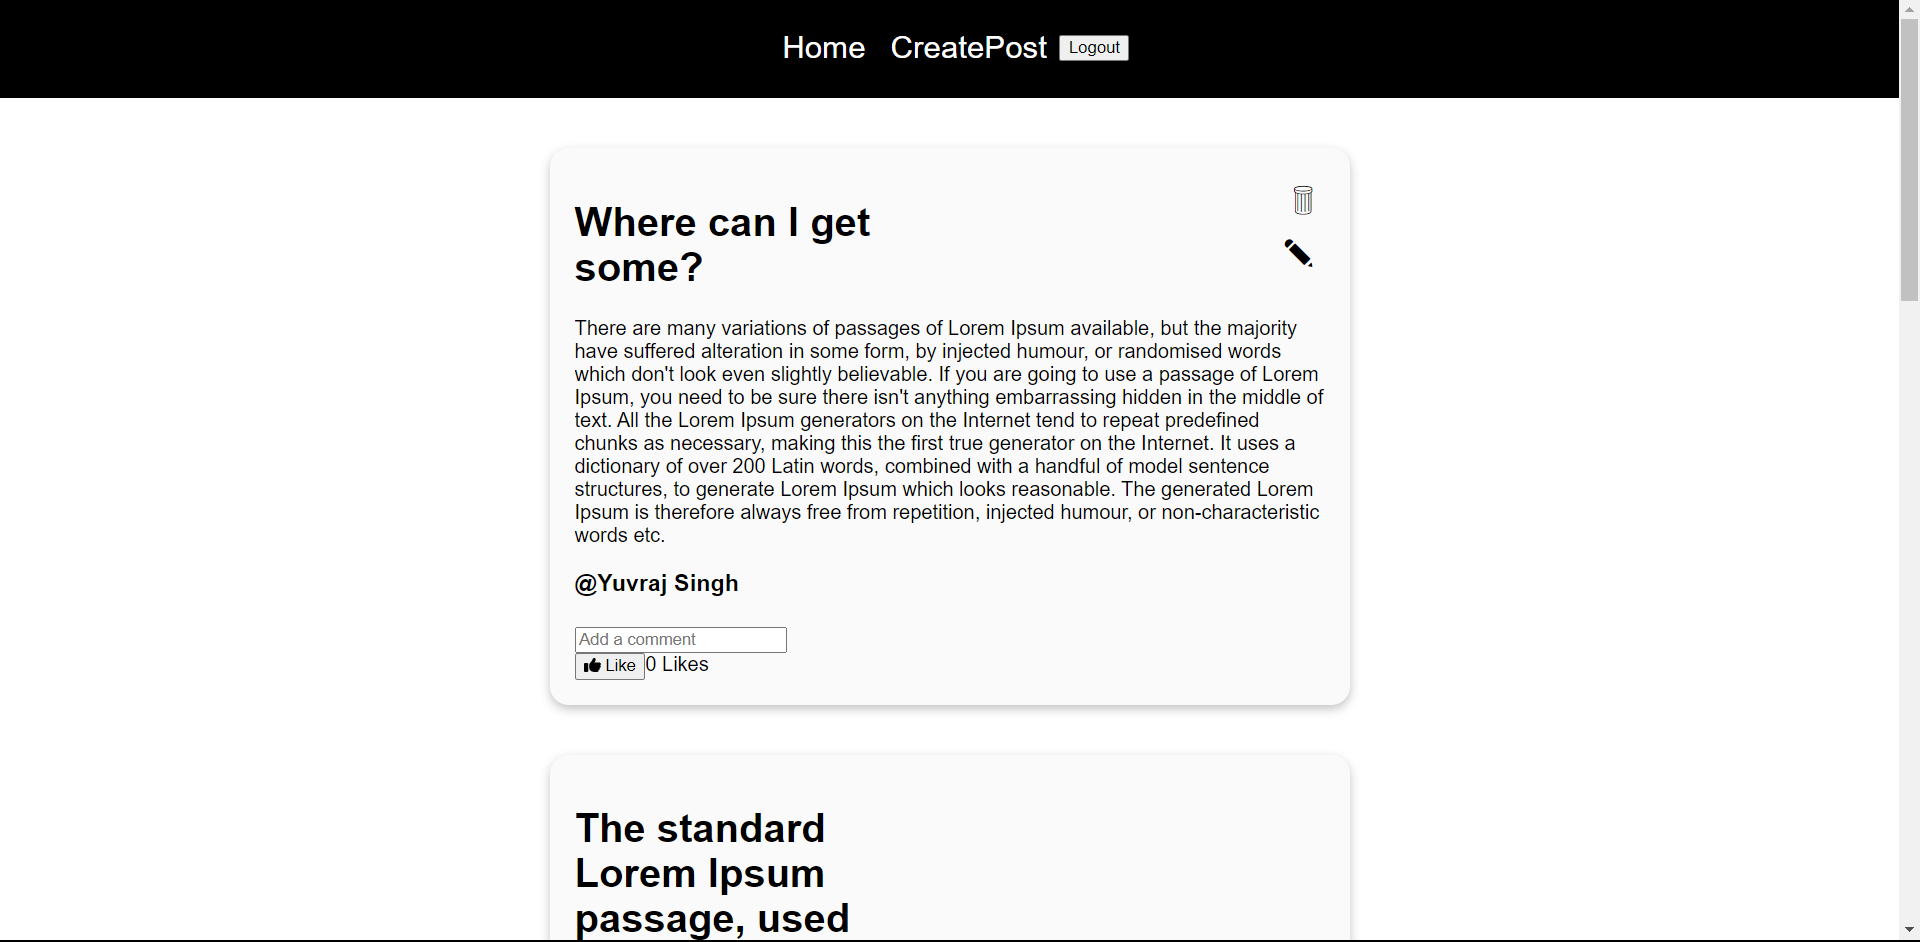 Home CreatePost Logout
Where can I get
some?
There are many variations of passages of Lorem Ipsum available, but the majority
have suffered alteration in some form, by injected humour, or randomised words
which don't look even slightly believable. If you are going to use a passage of Lorem
Ipsum, you need to be sure there isn't anything embarrassing hidden in the middle of
text. All the Lorem Ipsum generators on the Internet tend to repeat predefined
chunks as necessary, making this the first true generator on the Internet. It uses a
dictionary of over 200 Latin words, combined with a handful of model sentence
structures, to generate Lorem Ipsum which looks reasonable. The generated Lorem
Ipsum is therefore always free from repetition, injected humour, or non-characteristic
words etc.
@Yuvraj Singh
Add a comment
Like 0 Likes
The standard
Lorem Ipsum
passage, used